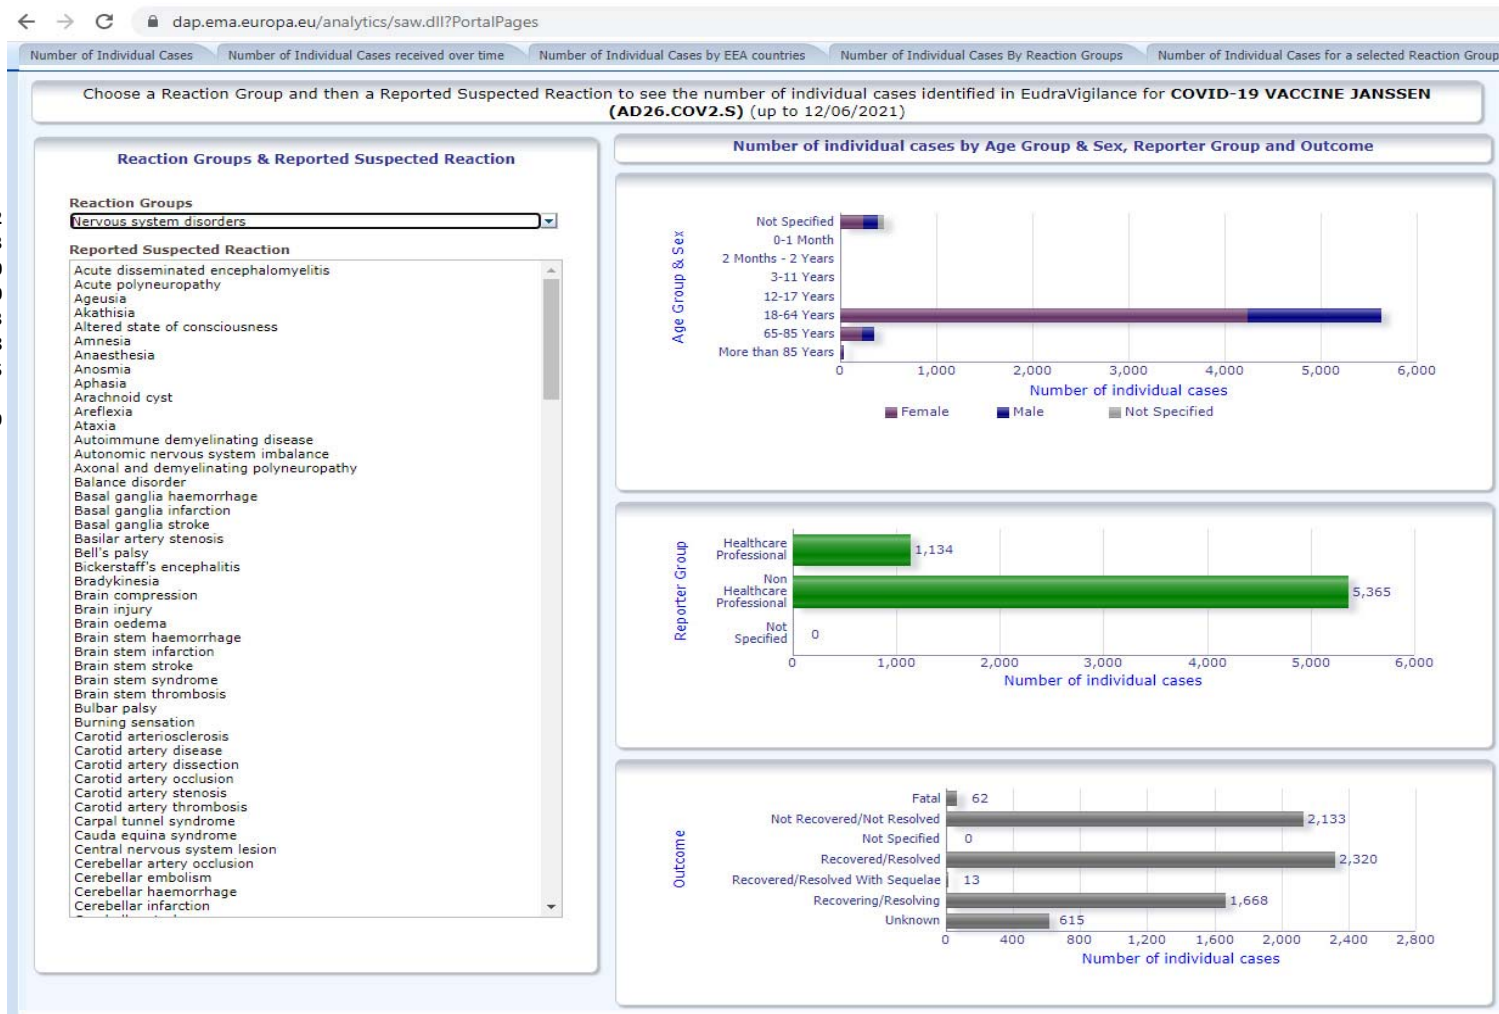 dap.ema.europa.eu/analytics/saw.dll?PortalPages
Number of Individual Cases
Number of Individual Cases received over time
Number of Individual Cases by EEA countries
Number of Individual Cases By Reaction Groups
Number of Individual Cases for a selected Reaction Group
Choose a Reaction Group and then a Reported Suspected Reaction to see the number of individual cases identified in EudraVigilance for COVID-19 VACCINE JANSSEN
(AD26.COV2.S) (up to 12/06/2021)
Reaction Groups & Reported Suspected Reaction
Reaction Groups
Nervous system disorders
Reported Suspected Reaction
Acute disseminated encephalomyelitis
Acute polyneuropathy
Ageusia
Akathisia
Altered state of consciousness
Amnesia
Anaesthesia
Anosmia
Aphasia
Arachnoid cyst
Areflexia
Ataxia
Autoimmune demyelinating disease
Autonomic nervous system imbalance
Axonal and demyelinating polyneuropathy
Balance disorder
Basal ganglia haemorrhage
Basal ganglia infarction
Basal ganglia stroke
Basilar artery stenosis
Bell's palsy
Bickerstaff's encephalitis
Bradykinesia
Brain compression
Brain injury
Brain oedema
Brain stem haemorrhage
Brain stem infarction
Brain stem stroke
Brain stem syndrome
Brain stem thrombosis
Bulbar palsy
Burning sensation
Carotid arteriosclerosis
Carotid artery disease
Carotid artery dissection
Carotid artery occlusion
Carotid artery stenosis
Carotid artery thrombosis
Carpal tunnel syndrome
Cauda equina syndrome
Central nervous system lesion
Cerebellar artery occlusion
Cerebellar embolism
Cerebellar haemorrhage
Cerebellar infarction
Number of individual cases by Age Group & Sex, Reporter Group and Outcome
Age Group & Sex
Not Specified
0-1 Month
2 Months - 2 Years
3-11 Years
12-17 Years
18-64 Years
65-85 Years
More than 85 Years
0 1,000 2,000 3,000 4,000 5,000 6,000
Number of individual cases
Female Male Not Specified
Reporter Group
Healthcare
Professional
1,134
Non
Healthcare
Professional
5,365
Not
Specified
0
0 1,000 2,000 3,000 4,000 5,000 6,000
Number of individual cases
Outcome
Fatal 62
Not Recovered/Not Resolved 2,133
Not Specified 0
Recovered/Resolved 2,320
Recovered/Resolved With Sequelae 13
Recovering/Resolving 1,668
Unknown 615
0 400 800 1,200 1,600 2,000 2,400 2,800
Number of individual cases